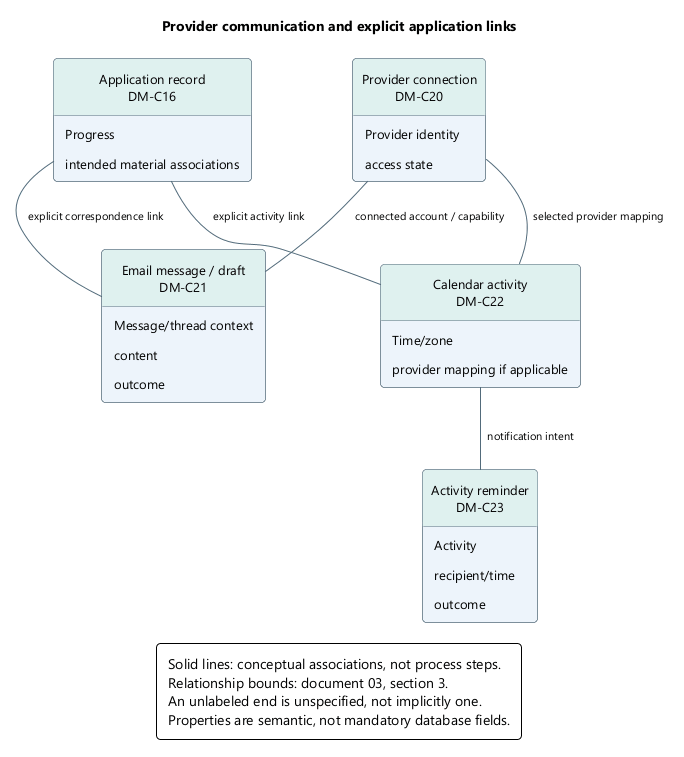 Provider communication and explicit application links
Application record
DM-C16
Progress
intended material associations
Provider connection
DM-C20
Provider identity
access state
explicit correspondence link
explicit activity link
connected account / capability
selected provider mapping
Email message / draft
DM-C21
Message/thread context
content
outcome
Calendar activity
DM-C22
Time/zone
provider mapping if applicable
notification intent
Activity reminder
DM-C23
Activity
recipient/time
outcome
Solid lines: conceptual associations, not process steps.
Relationship bounds: document 03, section 3.
An unlabeled end is unspecified, not implicitly one.
Properties are semantic, not mandatory database fields.